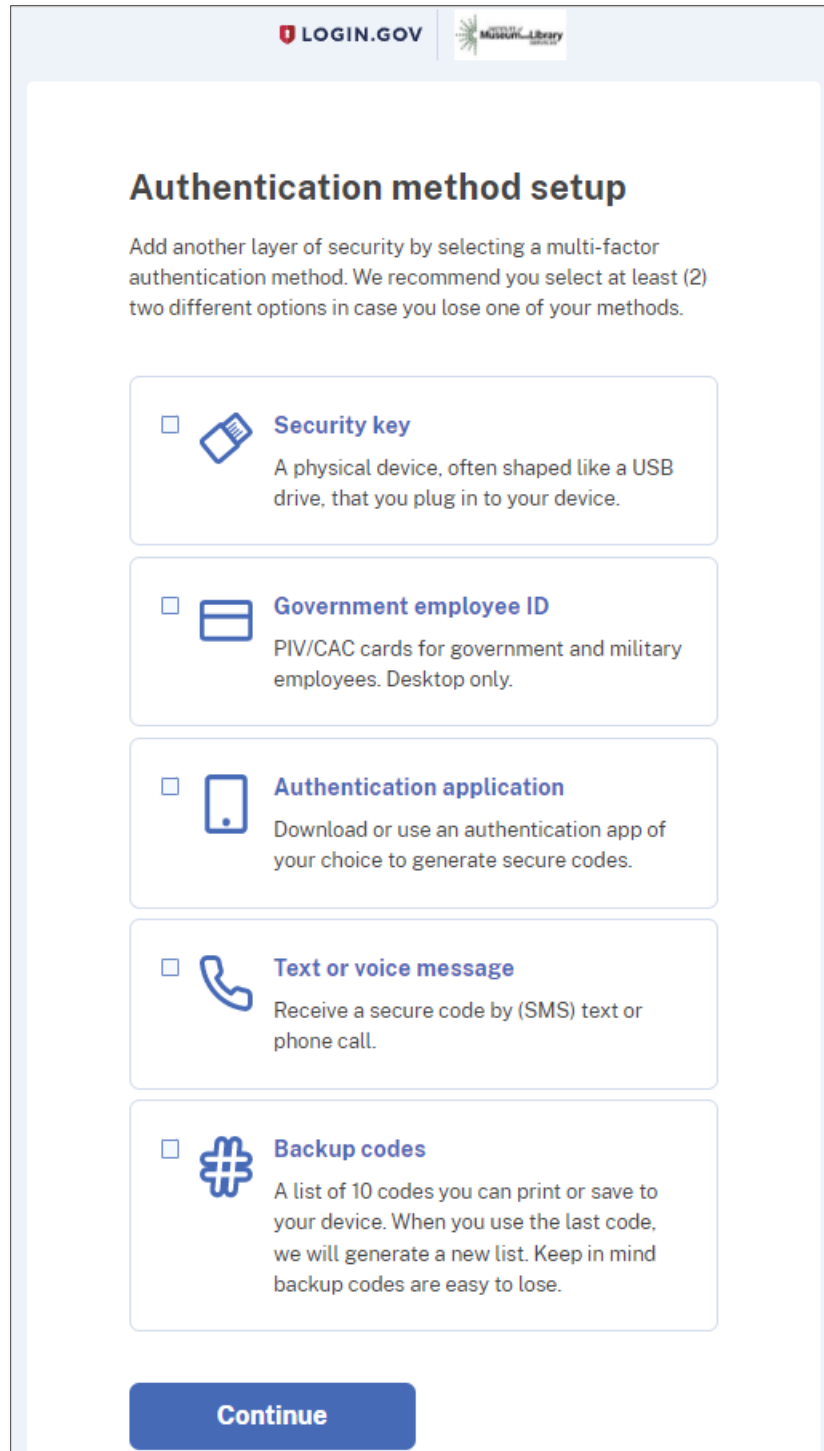 LOGIN.GOV
INSTITUTE of
Museum and Library
SERVICES
Authentication method setup
Add another layer of security by selecting a multi-factor
authentication method. We recommend you select at least (2)
two different options in case you lose one of your methods.
Security key
A physical device, often shaped like a USB
drive, that you plug in to your device.
Government employee ID
PIV/CAC cards for government and military
employees. Desktop only.
Authentication application
Download or use an authentication app of
your choice to generate secure codes.
Text or voice message
Receive a secure code by (SMS) text or
phone call.
Backup codes
A list of 10 codes you can print or save to
your device. When you use the last code,
we will generate a new list. Keep in mind
backup codes are easy to lose.
Continue